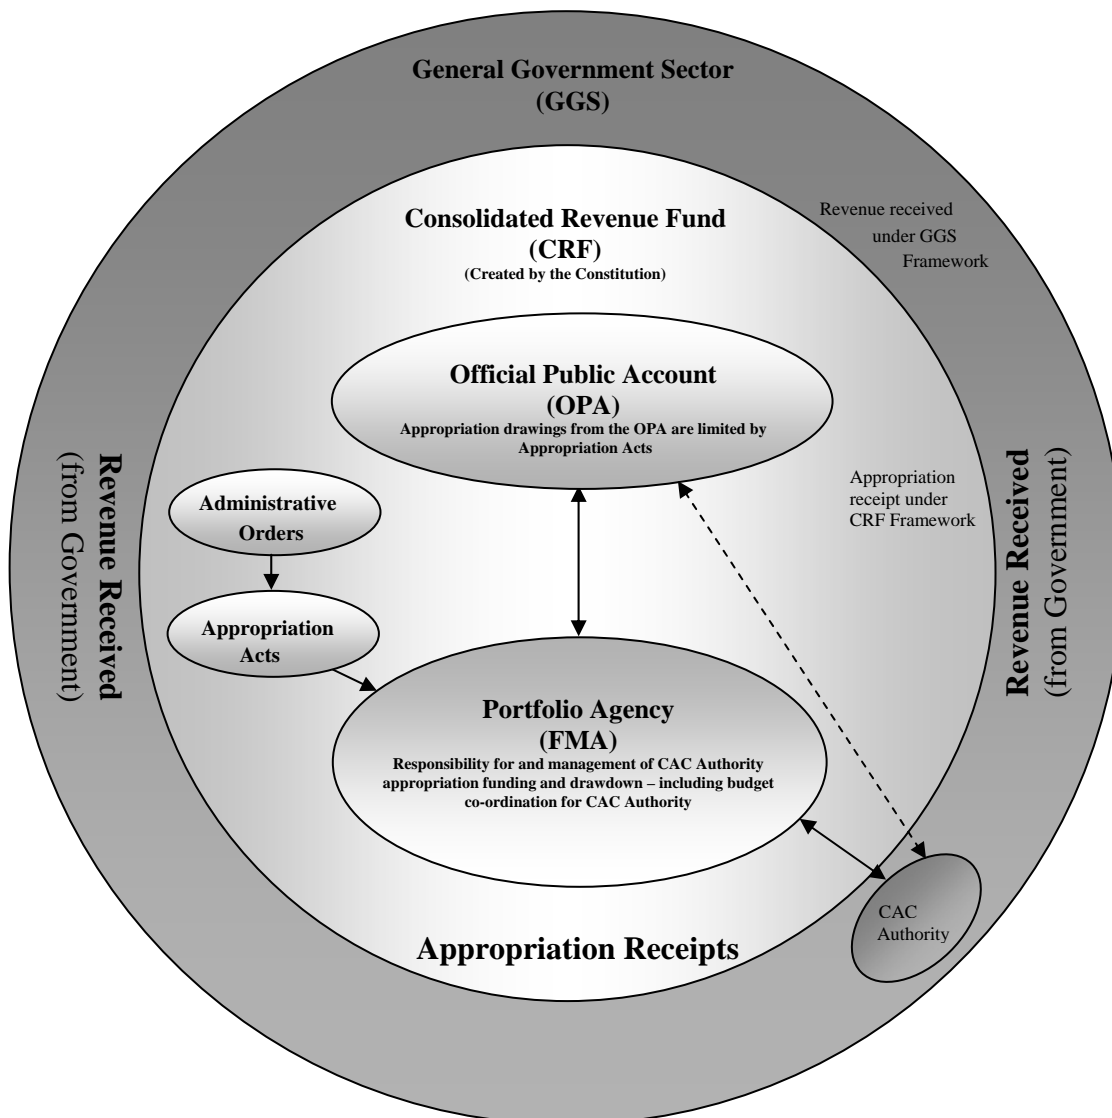 General Government Sector
(GGS)
Revenue received
under GGS
Framework
Consolidated Revenue Fund
(CRF)
(Created by the Constitution)
Official Public Account
(OPA)
Appropriation drawings from the OPA are limited by
Appropriation Acts
Revenue Received
(from Government)
Administrative
Orders
Appropriation
Acts
Appropriation
receipt under
CRF Framework
Revenue Received
(from Government)
Portfolio Agency
(FMA)
Responsibility for and management of CAC Authority
appropriation funding and drawdown – including budget
co-ordination for CAC Authority
CAC
Authority
Appropriation Receipts